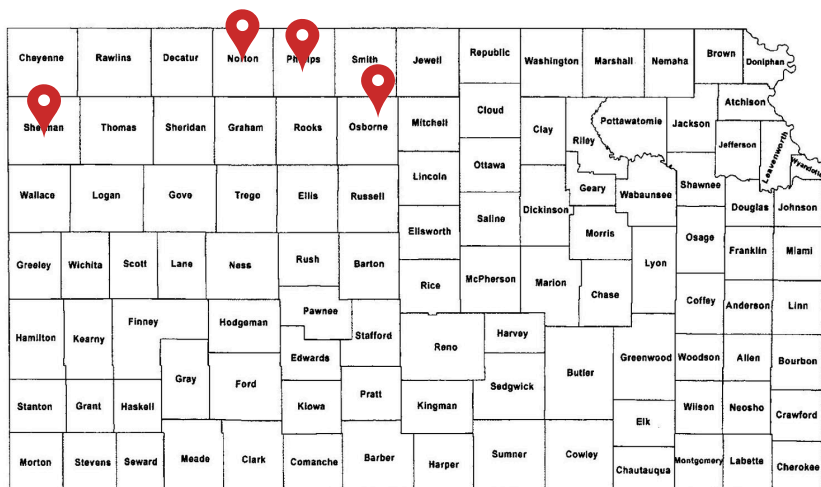 Cheyenne
Rawlins
Decatur
Norton
Phillips
Smith
Jewell
Republic
Washington
Marshall
Nemaha
Brown
Doniphan
Sherman
Thomas
Sheridan
Graham
Rooks
Osborne
Mitchell
Cloud
Clay
Riley
Pottawatomie
Jackson
Atchison
Jefferson
Leavenworth
Wyandotte
Wallace
Logan
Gove
Trego
Ellis
Russell
Lincoln
Ottawa
Saline
Dickinson
Geary
Wabaunsee
Shawnee
Douglas
Johnson
Ellsworth
Morris
Osage
Greeley
Wichita
Scott
Lane
Ness
Rush
Barton
Rice
McPherson
Marion
Chase
Lyon
Franklin
Miami
Hamilton
Kearny
Finney
Hodgeman
Pawnee
Stafford
Edwards
Reno
Harvey
Coffey
Anderson
Linn
Gray
Ford
Sedgwick
Butler
Greenwood
Woodson
Allen
Bourbon
Stanton
Grant
Haskell
Kiowa
Pratt
Kingman
Elk
Wilson
Neosho
Crawford
Morton
Stevens
Seward
Meade
Clark
Comanche
Barber
Harper
Sumner
Cowley
Chautauqua
Montgomery
Labette
Cherokee